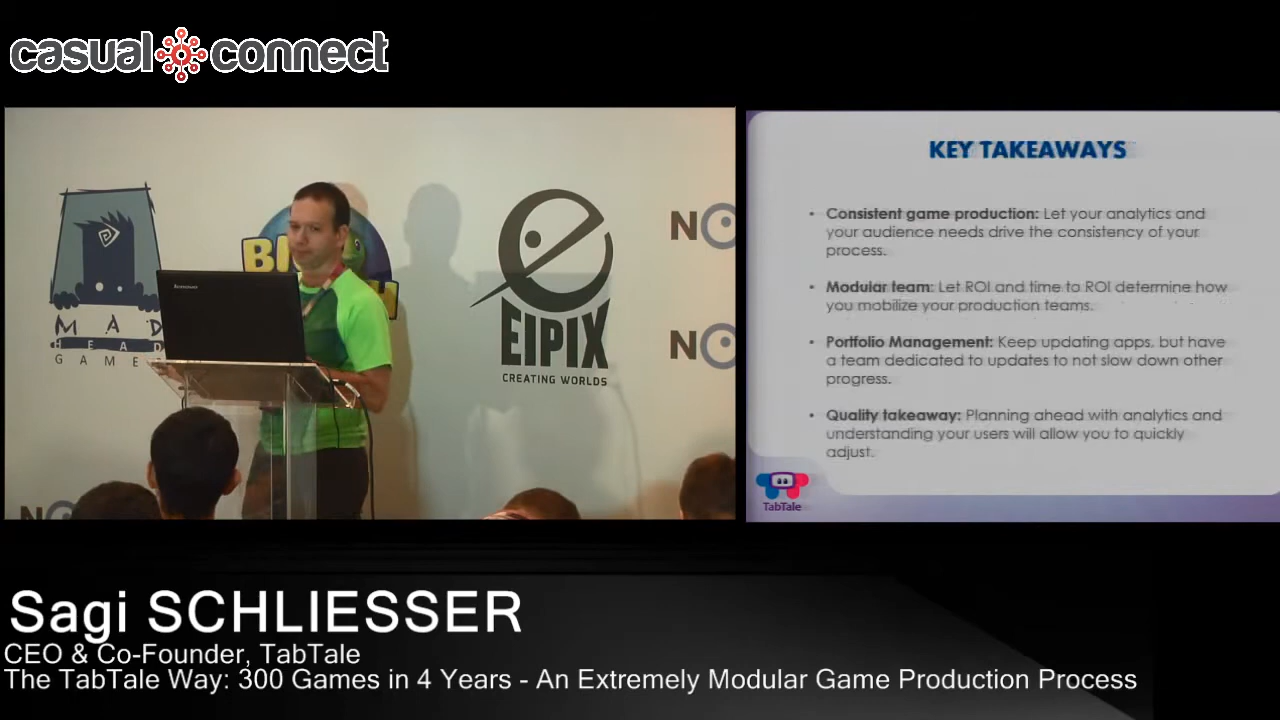 casual connect
MAD
HEAD
GAMES
lenovo
EIPIX
CREATING WORLDS
KEY TAKEAWAYS
• Consistent game production: Let your analytics and
your audience needs drive the consistency of your
process.
• Modular team: Let ROI and time to ROI determine how
you mobilize your production teams.
• Portfolio Management: Keep updating apps, but have
a team dedicated to updates to not slow down other
progress.
• Quality takeaway: Planning ahead with analytics and
understanding your users will allow you to quickly
adjust.
TabTale
Sagi SCHLIESSER
CEO & Co-Founder, TabTale
The TabTale Way: 300 Games in 4 Years - An Extremely Modular Game Production Process